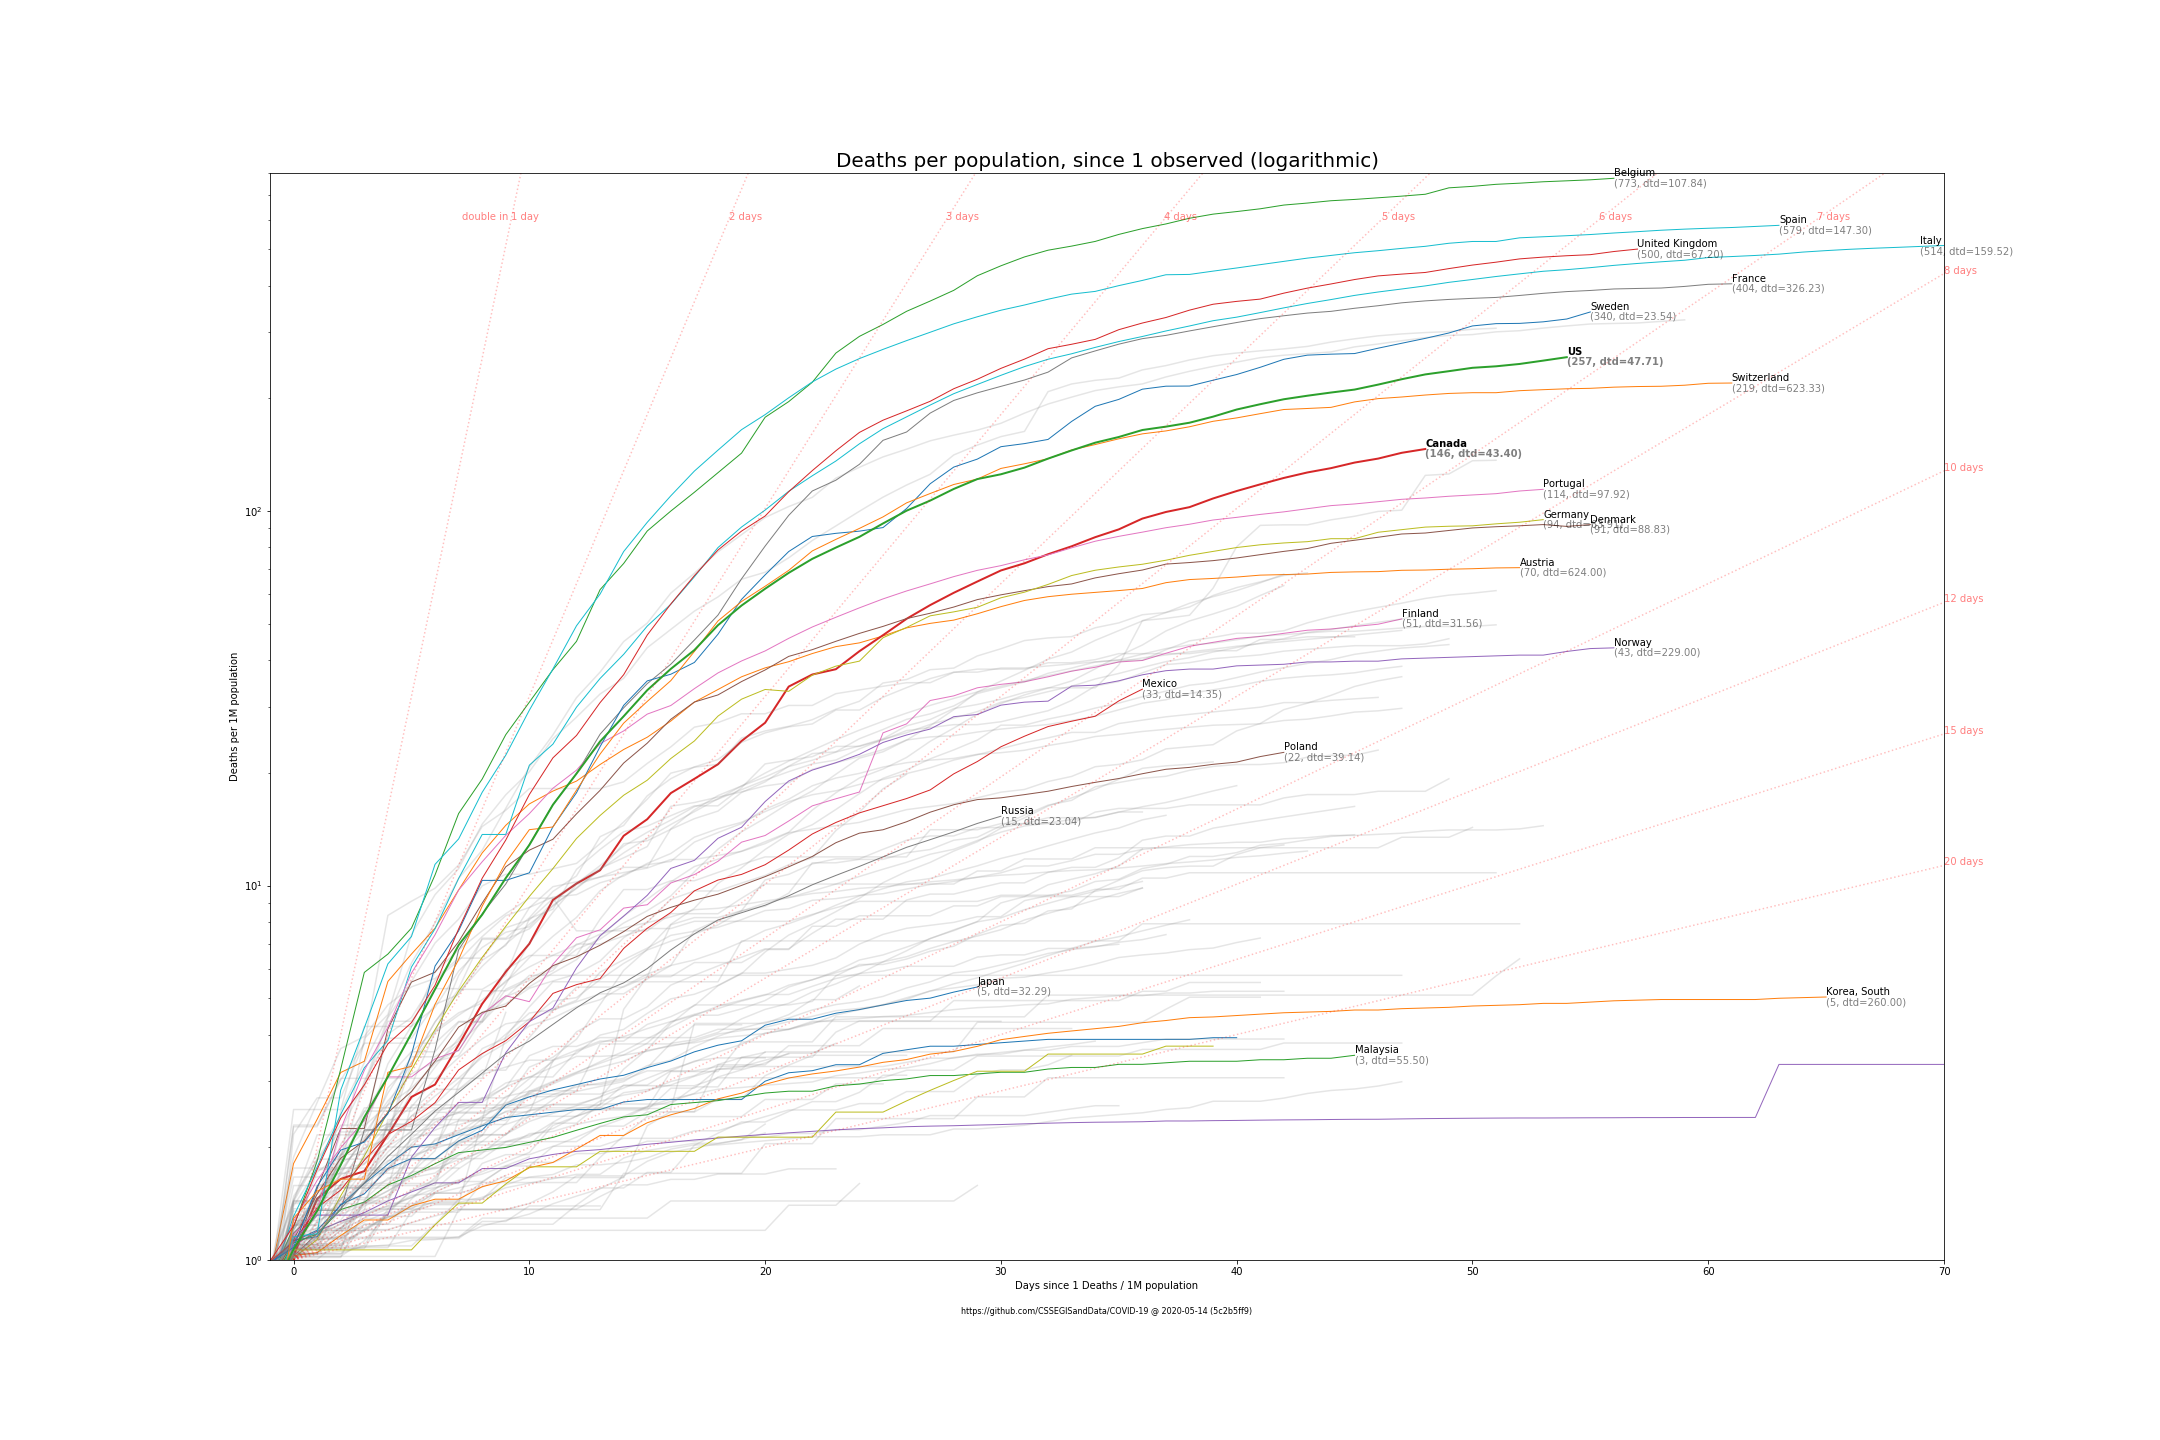 Deaths per population, since 1 observed (logarithmic)
Belgium
(773, dtd=107.84)
double in 1 day
2 days
3 days
4 days
5 days
6 days
7 days
Spain
(579, dtd=147.30)
United Kingdom
(500, dtd=67.20)
Italy
(514, dtd=159.52)
8 days
France
(404, dtd=326.23)
Sweden
(340, dtd=23.54)
US
(257, dtd=47.71)
Switzerland
(219, dtd=623.33)
Canada
(146, dtd=43.40)
10 days
Portugal
(114, dtd=97.92)
10²
Germany
Denmark
(91, dtd=88.83)
Austria
(70, dtd=624.00)
12 days
Finland
(51, dtd=31.56)
Norway
(43, dtd=229.00)
Mexico
(33, dtd=14.35)
15 days
Poland
(22, dtd=39.14)
Russia
(15, dtd=23.04)
20 days
10¹
Japan
(5, dtd=32.29)
Korea, South
(5, dtd=260.00)
Malaysia
(3, dtd=55.50)
10⁰
Deaths per 1M population
0 10 20 30 40 50 60 70
Days since 1 Deaths / 1M population
https://github.com/CSSEGISandData/COVID-19 @ 2020-05-14 (5c2b5ff9)